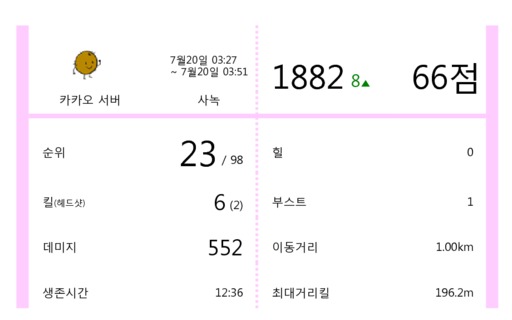 7월20일 03:27
~ 7월20일 03:51
카카오 서버
사녹
1882 8▲
66점
순위
23 / 98
힐
0
킬(헤드샷)
6 (2)
부스트
1
데미지
552
이동거리
1.00km
생존시간
12:36
최대거리킬
196.2m